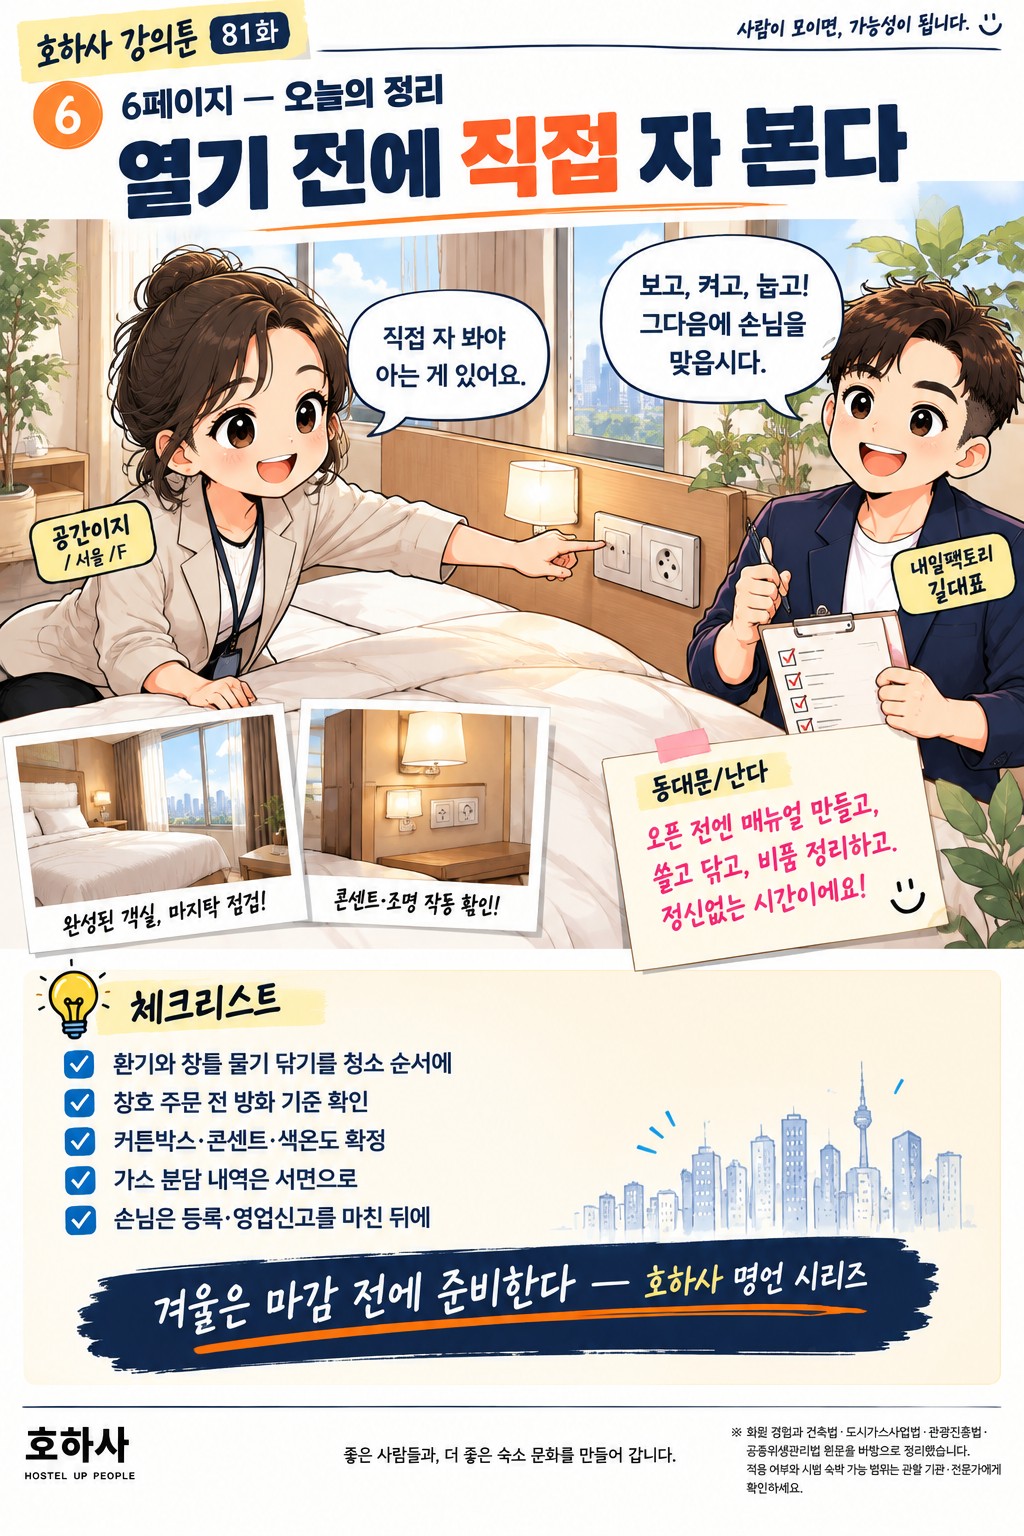 호하사 강의툰 81화
사람이 모이면, 가능성이 됩니다.
6
6페이지 — 오늘의 정리
열기 전에 직접 자 본다
직접 자 봐야
아는 게 있어요.
보고, 켜고, 눕고!
그다음에 손님을
맞읍시다.
공간이지
/ 서울 /F
내일팩토리
길대표
동대문/난다
오픈 전엔 매뉴얼 만들고,
쓸고 닦고, 비품 정리하고.
정신없는 시간이에요!
완성된 객실, 마지탁 점검!
콘센트·조명 작동 확인!
체크리스트
환기와 창틀 물기 닦기를 청소 순서에
창호 주문 전 방화 기준 확인
커튼박스·콘센트·색온도 확정
가스 분담 내역은 서면으로
손님은 등록·영업신고를 마친 뒤에
겨울은 마감 전에 준비한다 — 호하사 명언 시리즈
호하사
HOSTEL UP PEOPLE
좋은 사람들과, 더 좋은 숙소 문화를 만들어 갑니다.
※ 화윕 경험과 건축법·도시가스사업법·관광진흥법·
공중위생관리법 원문을 바탕으로 정리했습니다.
적용 여부와 시범 숙박 가능 범위는 관할 기관·전문가에게
확인하세요.